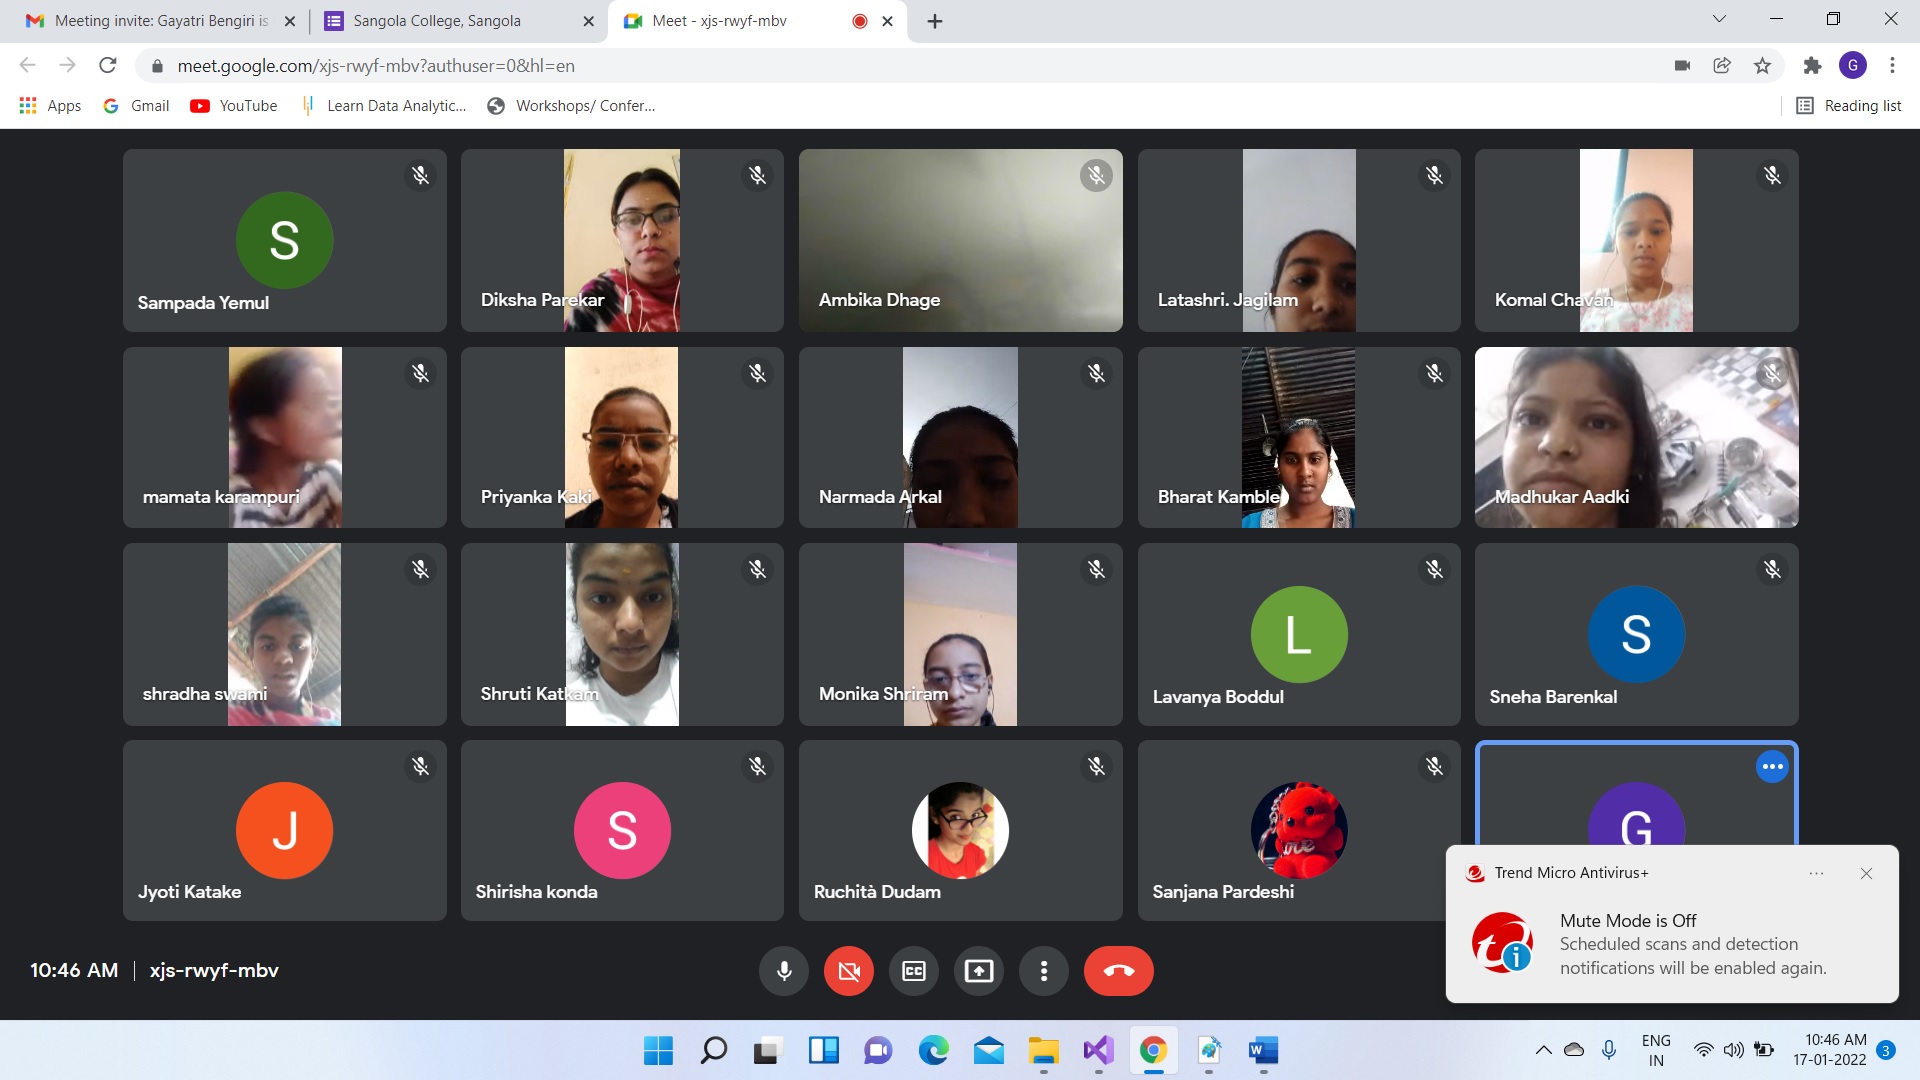 Meeting invite: Gayatri Bengiri is
Sangola College, Sangola
Meet - xjs-rwyf-mbv
meet.google.com/xjs-rwyf-mbv?authuser=0&hl=en
G
Apps
Gmail
YouTube
Learn Data Analytic...
Workshops/ Confer...
Reading list
S
Sampada Yemul
Diksha Parekar
Ambika Dhage
Latashri. Jagilam
Komal Chavan
mamata karampuri
Priyanka Kaki
Narmada Arkal
Bharat Kamble
Madhukar Aadki
shradha swami
Shruti Katkam
Monika Shriram
L
Lavanya Boddul
S
Sneha Barenkal
J
Jyoti Katake
S
Shirisha konda
Ruchità Dudam
Sanjana Pardeshi
G
Trend Micro Antivirus+
Mute Mode is Off
Scheduled scans and detection
notifications will be enabled again.
10:46 AM | xjs-rwyf-mbv
CC
W
ENG
IN
10:46 AM
17-01-2022
3